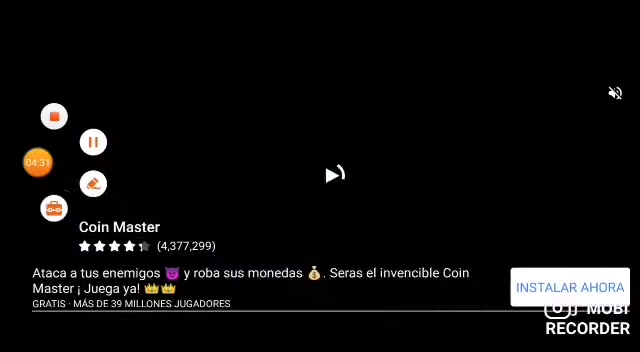 04:31
Coin Master
(4,377,299)
Ataca a tus enemigos 😈 y roba sus monedas 💰. Seras el invencible Coin
Master ¡ Juega ya! 👑👑
GRATIS · MÁS DE 39 MILLONES JUGADORES
INSTALAR AHORA
MOBI
RECORDER